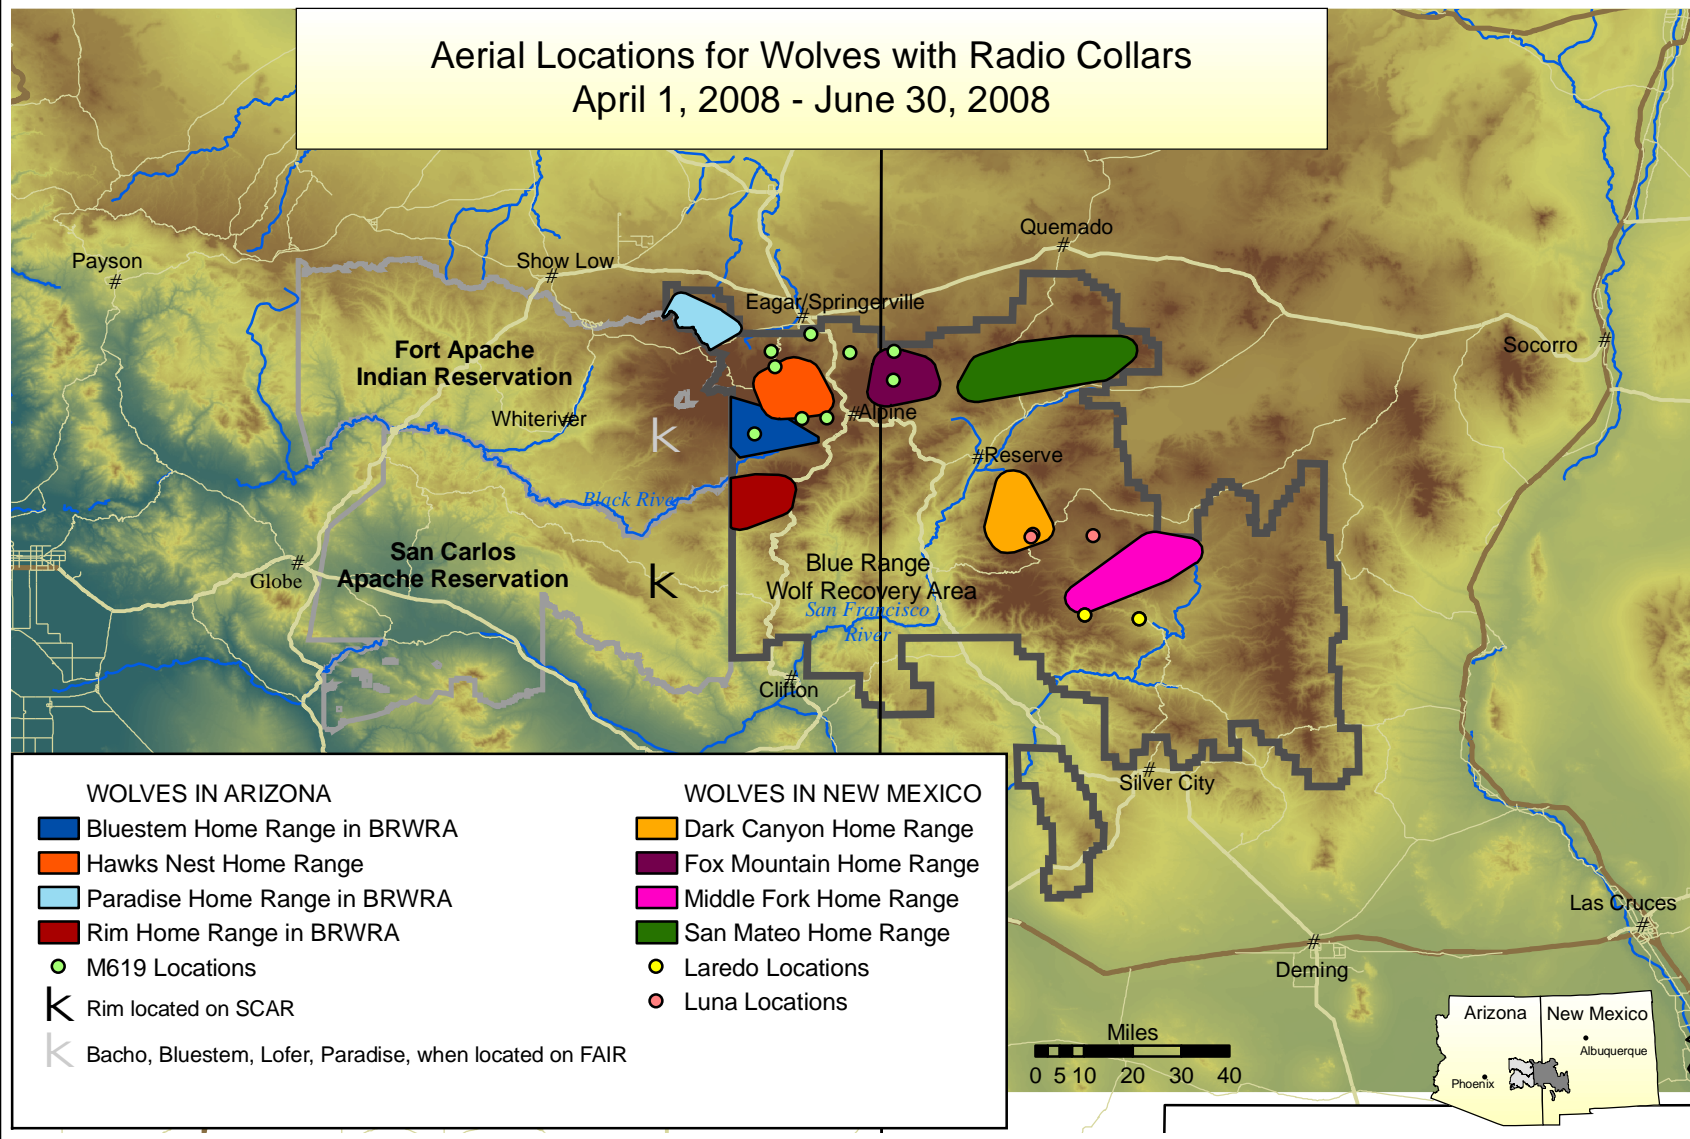 Aerial Locations for Wolves with Radio Collars
April 1, 2008 - June 30, 2008
Quemado
#
Payson
#
Show Low
#
Eagar/Springerville
#
Socorro
#
Fort Apache
Indian Reservation
Whiteriver
#
k
#Alpine
#Reserve
Black River
San Carlos
Apache Reservation
#
Globe
k
Blue Range
Wolf Recovery Area
San Francisco
River
#
Clifton
#
Silver City
Las Cruces
#
#
Deming
WOLVES IN ARIZONA
Bluestem Home Range in BRWRA
Hawks Nest Home Range
Paradise Home Range in BRWRA
Rim Home Range in BRWRA
M619 Locations
k Rim located on SCAR
k Bacho, Bluestem, Lofer, Paradise, when located on FAIR
WOLVES IN NEW MEXICO
Dark Canyon Home Range
Fox Mountain Home Range
Middle Fork Home Range
San Mateo Home Range
Laredo Locations
Luna Locations
Miles
0 5 10 20 30 40
Arizona
New Mexico
Albuquerque
Phoenix